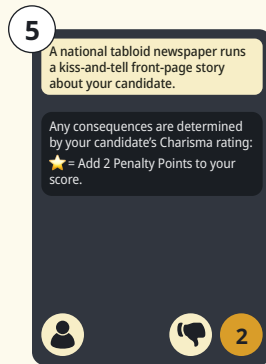 5
A national tabloid newspaper runs
a kiss-and-tell front-page story
about your candidate.
Any consequences are determined
by your candidate’s Charisma rating:
⭐ = Add 2 Penalty Points to your
score.
2